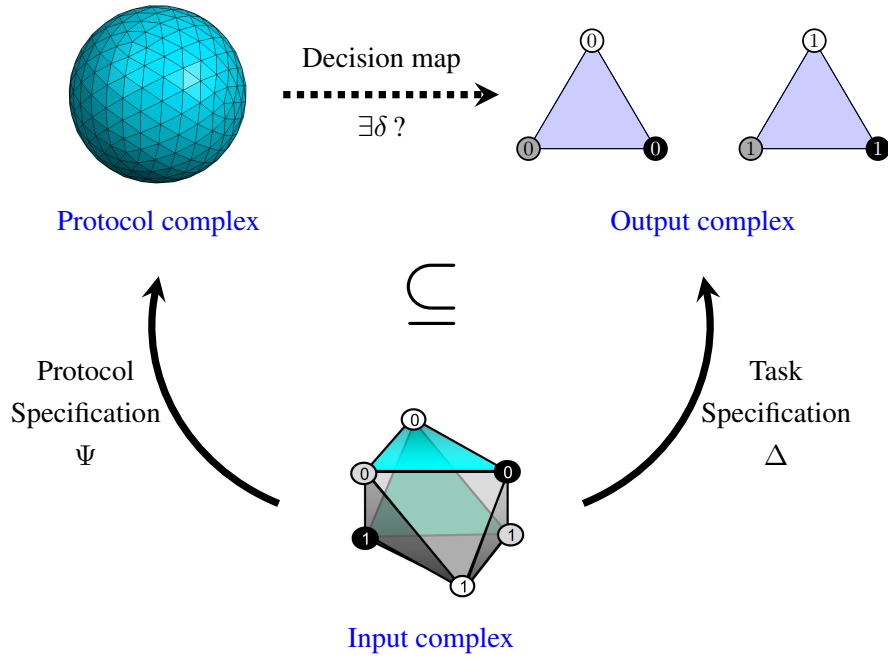 0
1
Decision map
∃δ ?
0 0
1 1
Protocol complex
Output complex
⊆
Protocol
Specification
Ψ
Task
Specification
Δ
0
0
0
1
1
1
Input complex